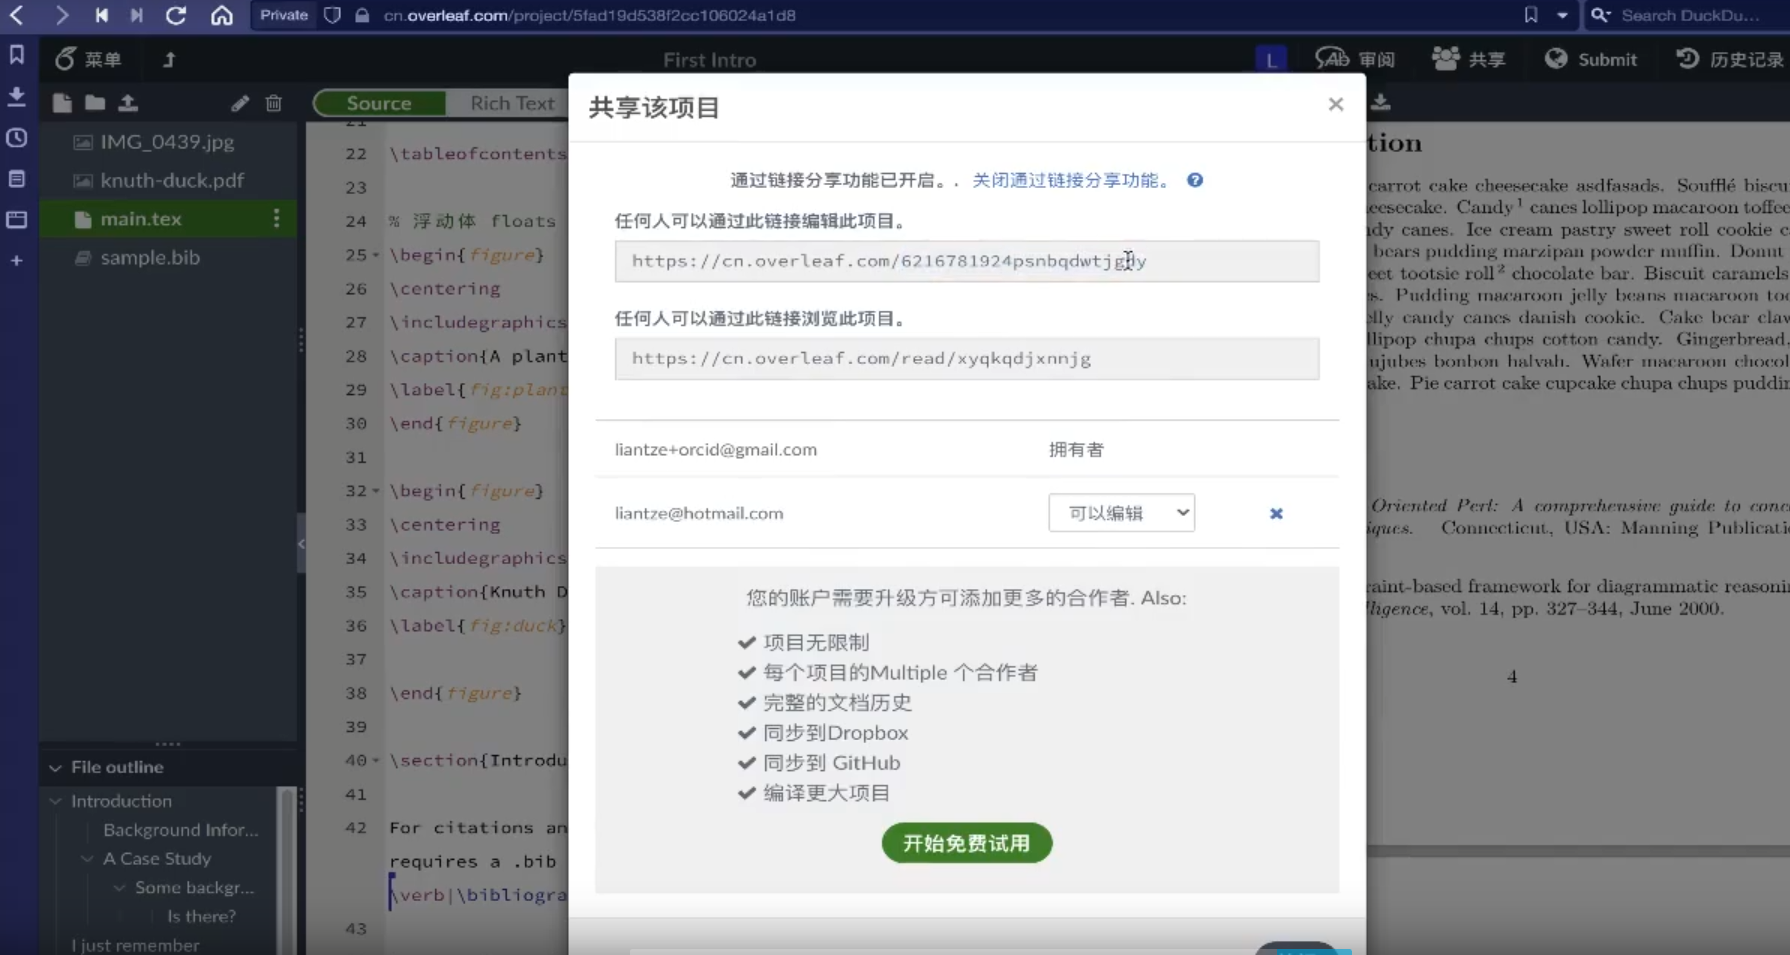 Private
cn.overleaf.com/project/5fad19d538f2cc106024a1d8
Search DuckDu...
菜单
First Intro
L
审阅
共享
Submit
历史记录
Source
Rich Text
IMG_0439.jpg
knuth-duck.pdf
main.tex
sample.bib
File outline
Introduction
Background Infor...
A Case Study
Some backgr...
Is there?
I just remember
21
22 \tableofcontents
23
24 % 浮动体 floats
25 \begin{figure}
26 \centering
27 \includegraphics
28 \caption{A plant
29 \label{fig:plant
30 \end{figure}
31
32 \begin{figure}
33 \centering
34 \includegraphics
35 \caption{Knuth D
36 \label{fig:duck}
37
38 \end{figure}
39
40 \section{Introdu
41
42 For citations an
requires a .bib
\verb|\bibliogra
43
共享该项目
×
通过链接分享功能已开启。. 关闭通过链接分享功能。
任何人可以通过此链接编辑此项目。
https://cn.overleaf.com/
任何人可以通过此链接浏览此项目。
https://cn.overleaf.com/read/xyqkqdjxnnjg
liantze+orcid@gmail.com 拥有者
liantze@hotmail.com 可以编辑
您的账户需要升级方可添加更多的合作者. Also:
项目无限制
每个项目的Multiple 个合作者
完整的文档历史
同步到Dropbox
同步到 GitHub
编译更大项目
开始免费试用
tion
carrot cake cheesecake asdfasads. Soufflé biscu
eesecake. Candy1 canes lollipop macaroon toffee
dy canes. Ice cream pastry sweet roll cookie c
bears pudding marzipan powder muffin. Donut
eet tootsie roll2 chocolate bar. Biscuit caramels
s. Pudding macaroon jelly beans macaroon too
elly candy canes danish cookie. Cake bear claw
llipop chupa chups cotton candy. Gingerbread,
ujubes bonbon halvah. Wafer macaroon chocol
ake. Pie carrot cake cupcake chupa chups puddin
Oriented Perl: A comprehensive guide to conc
iques. Connecticut, USA: Manning Publicati
raint-based framework for diagrammatic reasoni
lligence, vol. 14, pp. 327–344, June 2000.
4